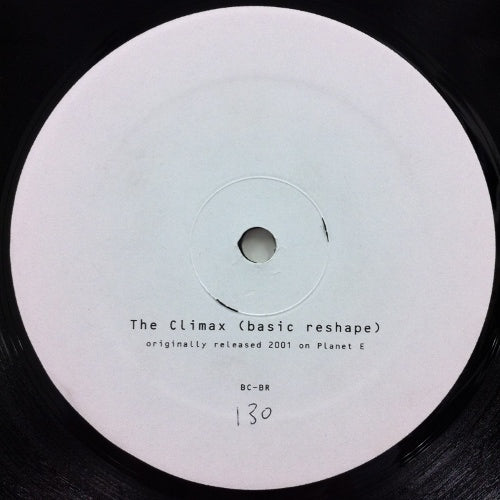 The Climax (basic reshape)
originally released 2001 on Planet E
BC-BR
130